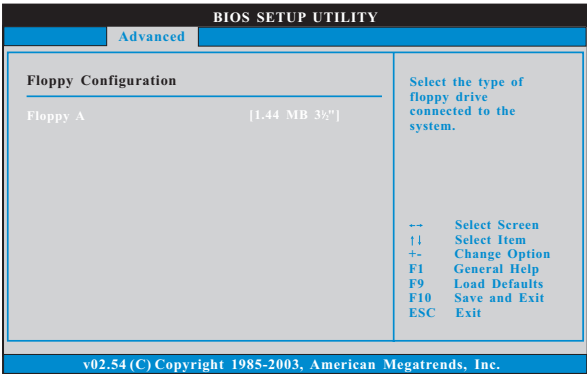 BIOS SETUP UTILITY
Advanced
Floppy Configuration
Floppy A [1.44 MB 3½"]
Select the type of
floppy drive
connected to the
system.
←→ Select Screen
↑↓ Select Item
+- Change Option
F1 General Help
F9 Load Defaults
F10 Save and Exit
ESC Exit
v02.54 (C) Copyright 1985-2003, American Megatrends, Inc.